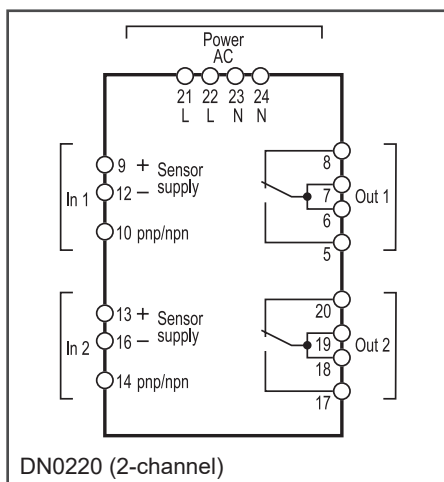 Power
AC
21 22 23 24
L L N N
In 1
9 + Sensor
12 – supply
10 pnp/npn
8
7
6
5
Out 1
In 2
13 + Sensor
16 – supply
14 pnp/npn
20
19
18
17
Out 2
DN0220 (2-channel)